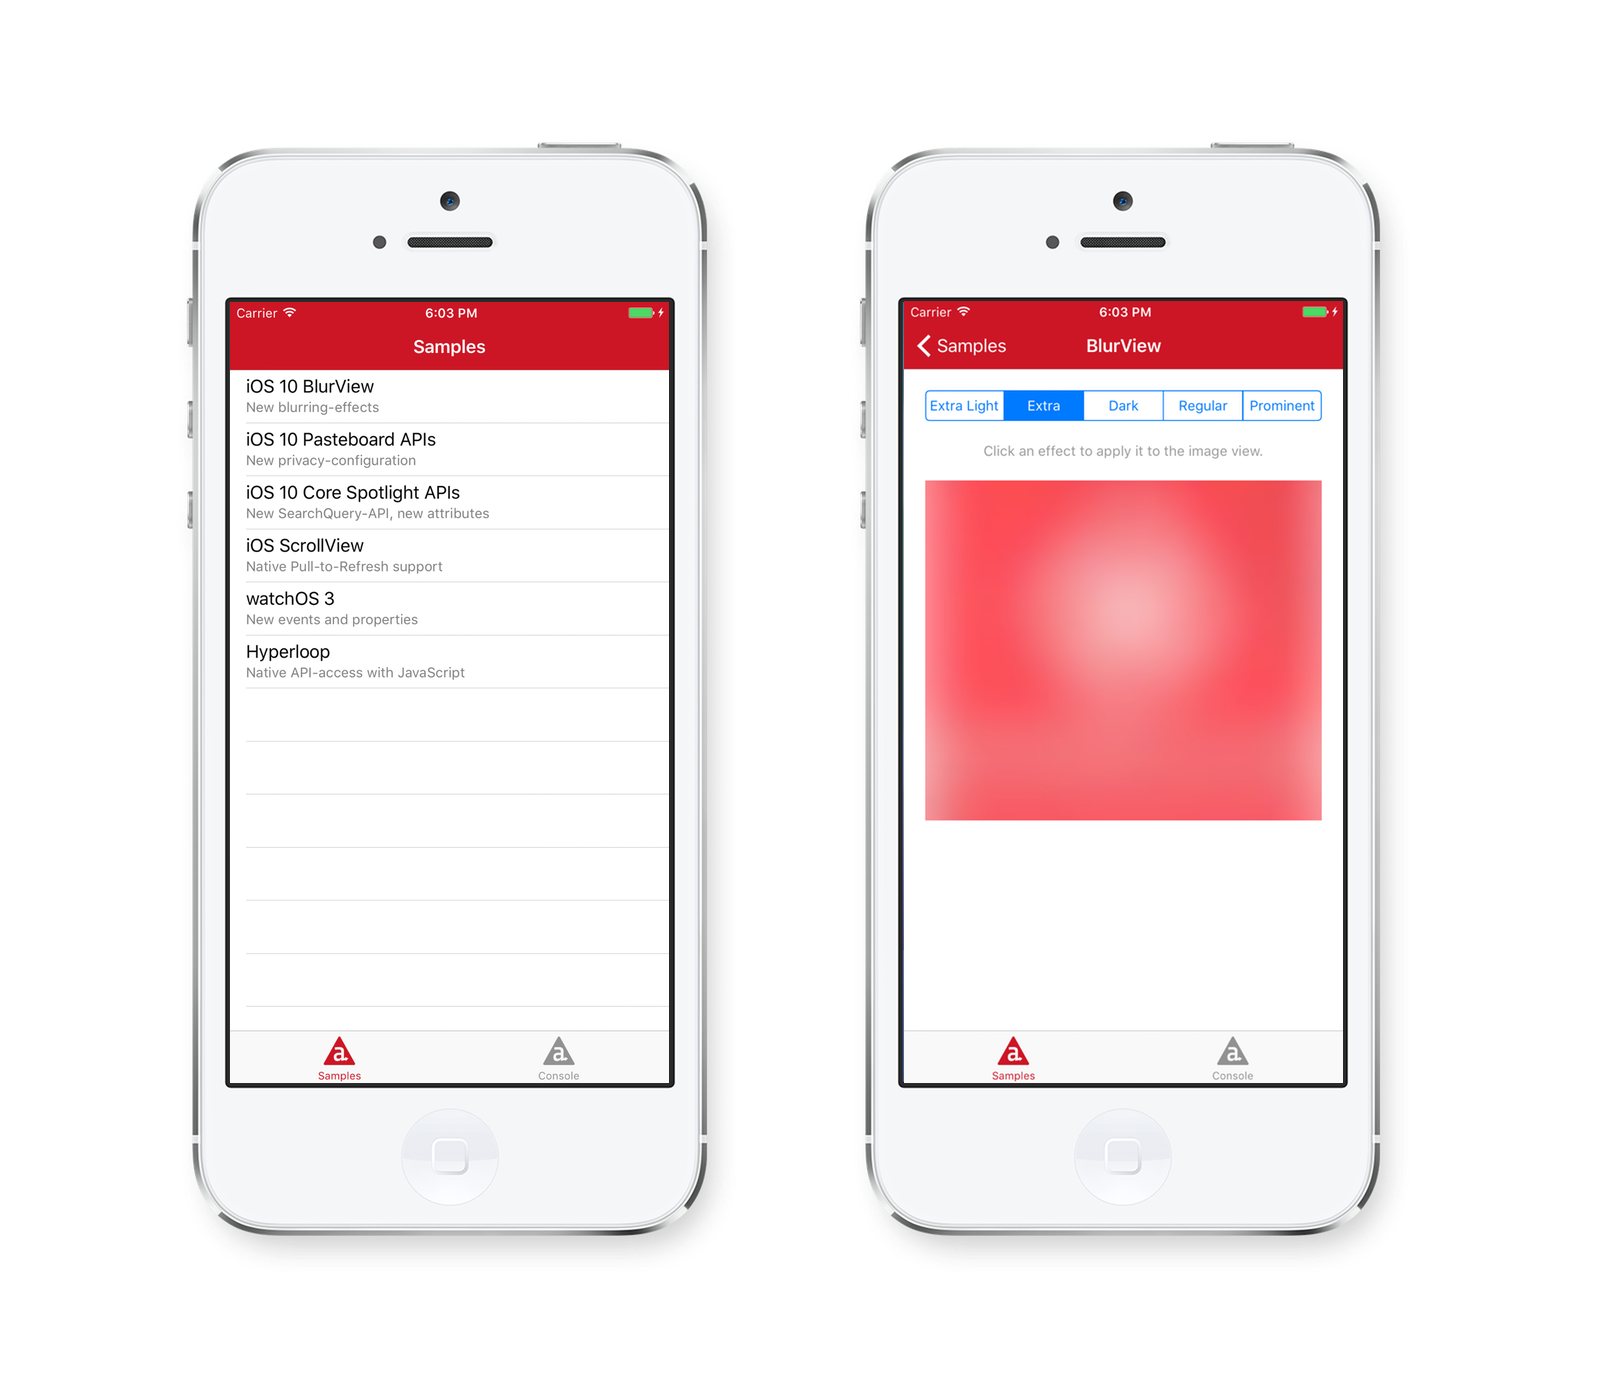 Carrier 6:03 PM
Samples
iOS 10 BlurView
New blurring-effects
iOS 10 Pasteboard APIs
New privacy-configuration
iOS 10 Core Spotlight APIs
New SearchQuery-API, new attributes
iOS ScrollView
Native Pull-to-Refresh support
watchOS 3
New events and properties
Hyperloop
Native API-access with JavaScript
a a
Samples Console
Carrier 6:03 PM
Samples BlurView
Extra Light Extra Dark Regular Prominent
Click an effect to apply it to the image view.
a a
Samples Console